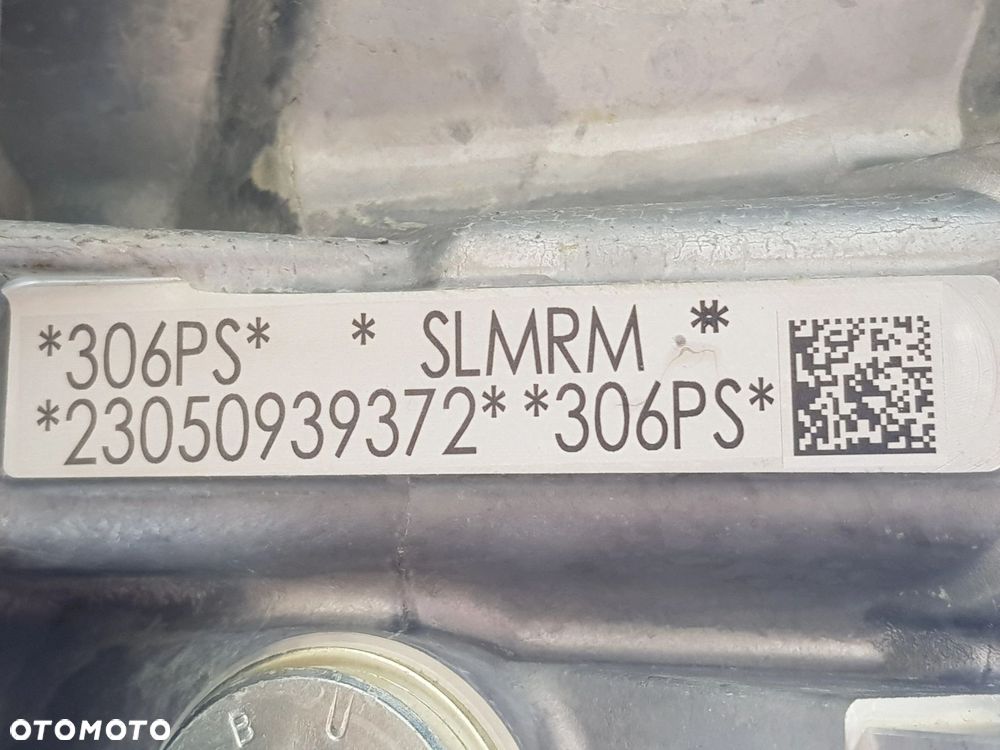 *306PS* * SLMRM **
*23050939372* *306PS*
B U
OTOMOTO